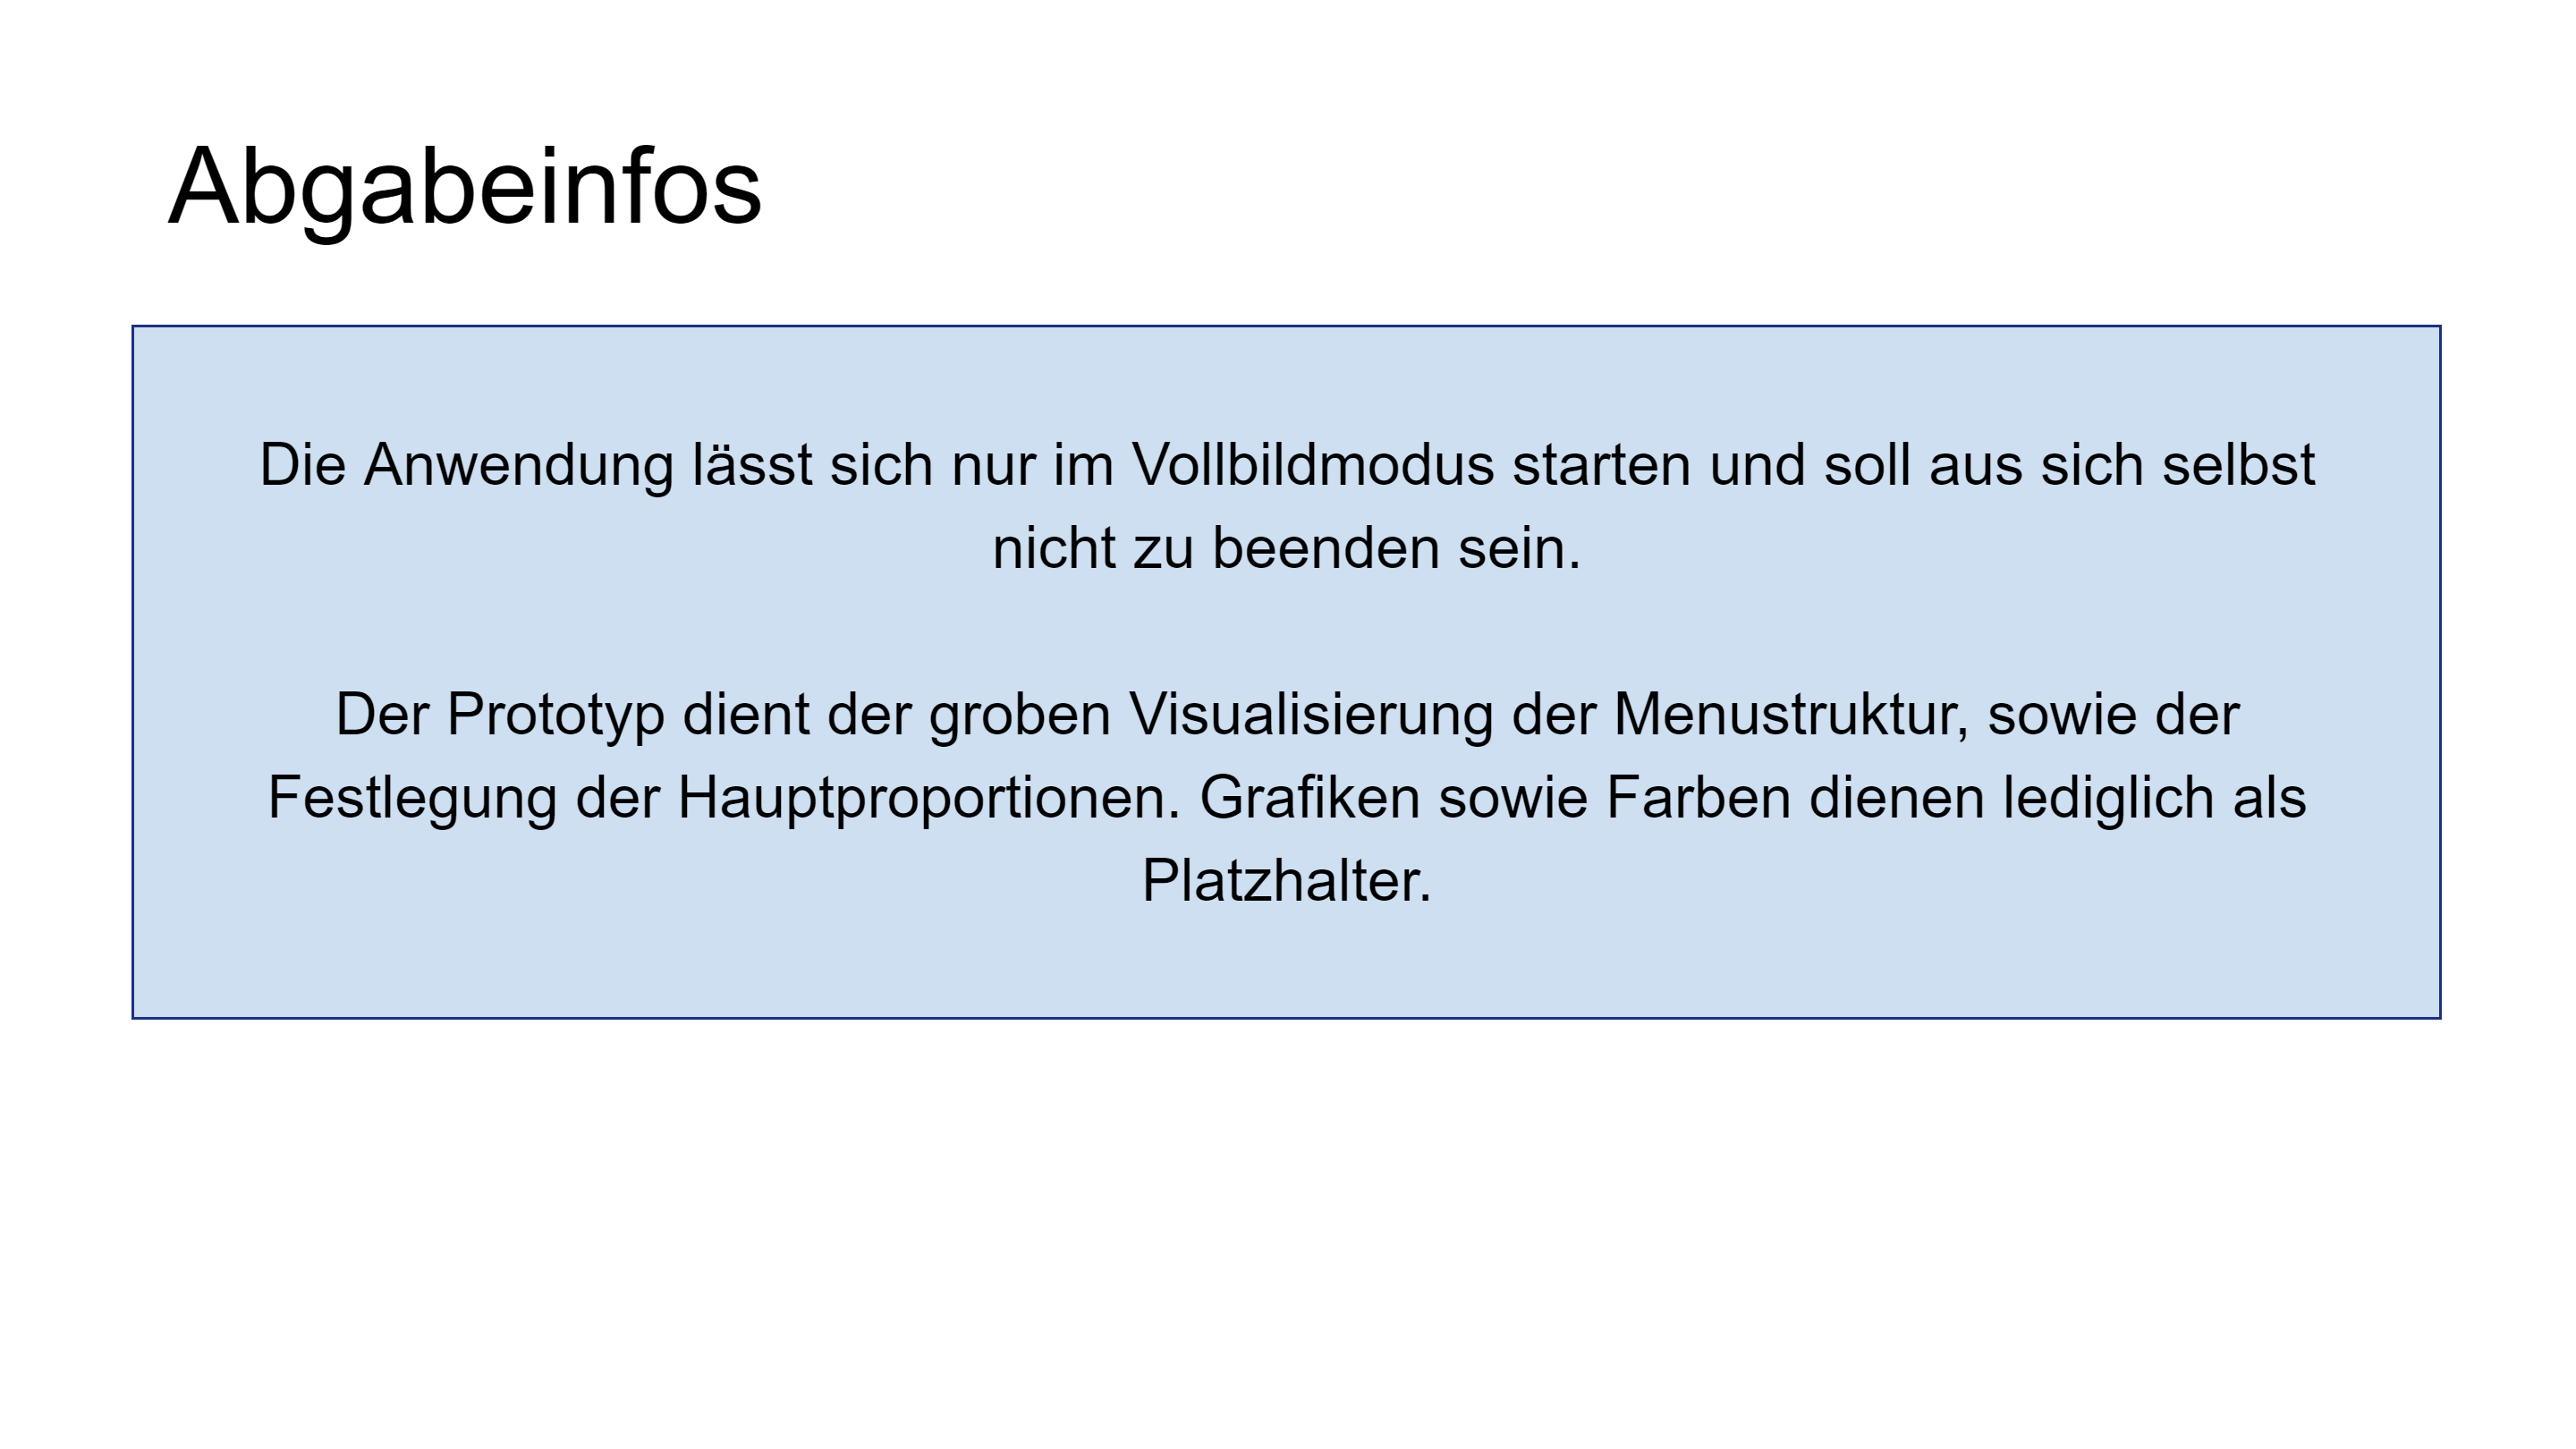 Abgabeinfos
Die Anwendung lässt sich nur im Vollbildmodus starten und soll aus sich selbst
nicht zu beenden sein.
Der Prototyp dient der groben Visualisierung der Menustruktur, sowie der
Festlegung der Hauptproportionen. Grafiken sowie Farben dienen lediglich als
Platzhalter.